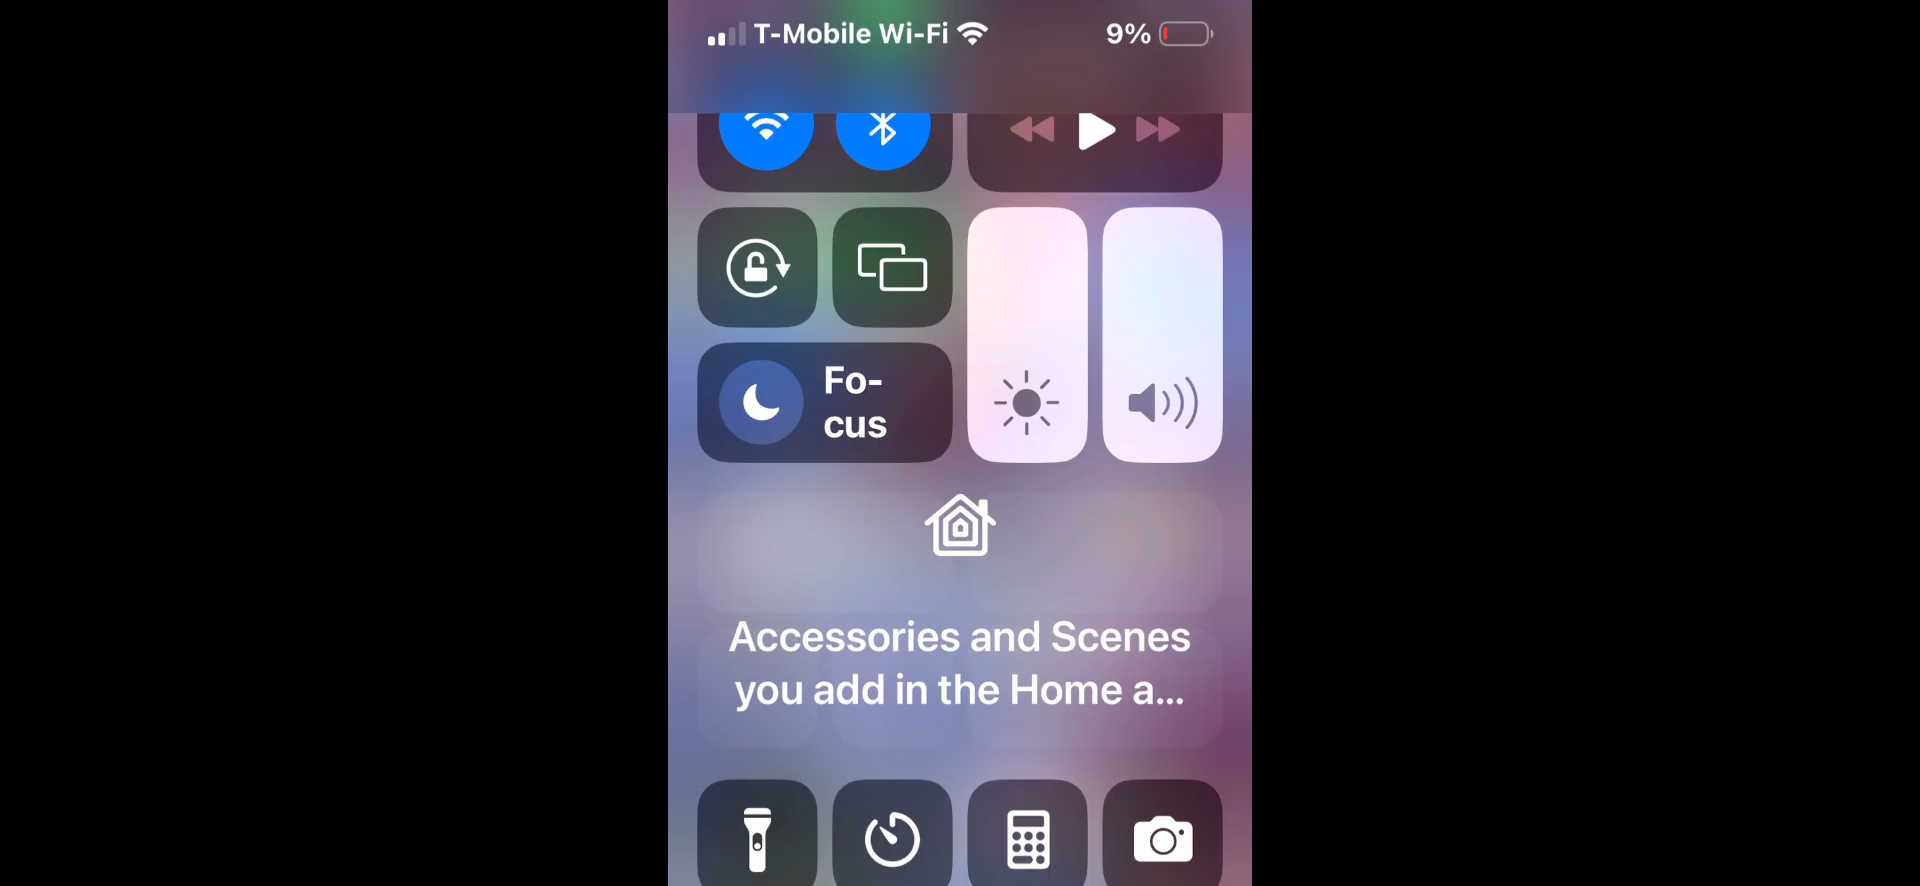 T-Mobile Wi-Fi 9%
Fo-
cus
Accessories and Scenes
you add in the Home a...